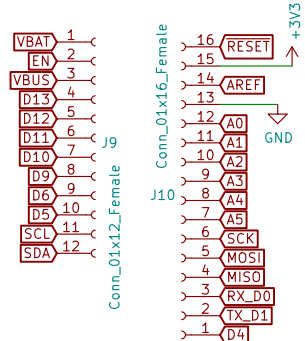 VBAT 1
EN 2
VBUS 3
D13 4
D12 5
D11 6
D10 7
D9 8
D6 9
D5 10
SCL 11
SDA 12
J9
Conn_01x12_Female
Conn_01x16_Female
J10
16 RESET
15
+3V3
14 AREF
13
GND
12 A0
11 A1
10 A2
9 A3
8 A4
7 A5
6 SCK
5 MOSI
4 MISO
3 RX_D0
2 TX_D1
1 D4